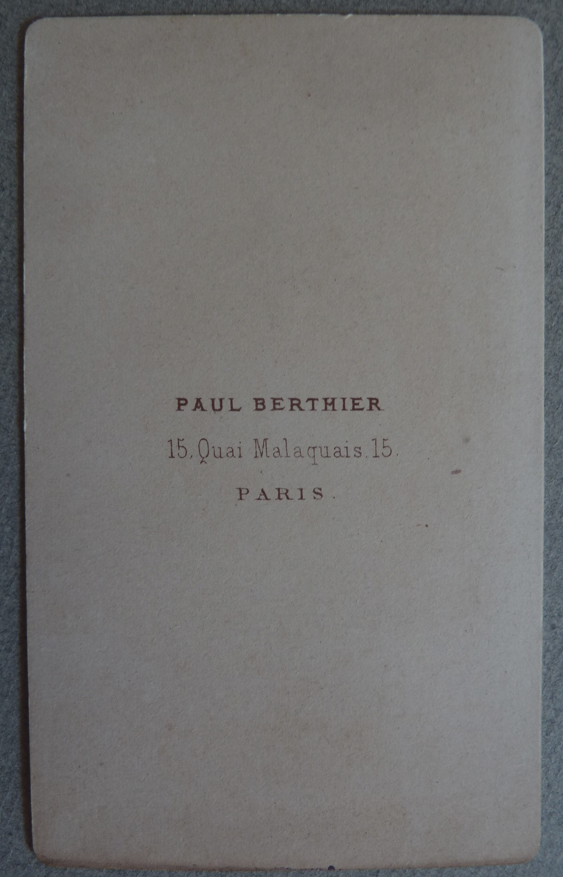 PAUL BERTHIER
15, Quai Malaquais, 15.
PARIS.